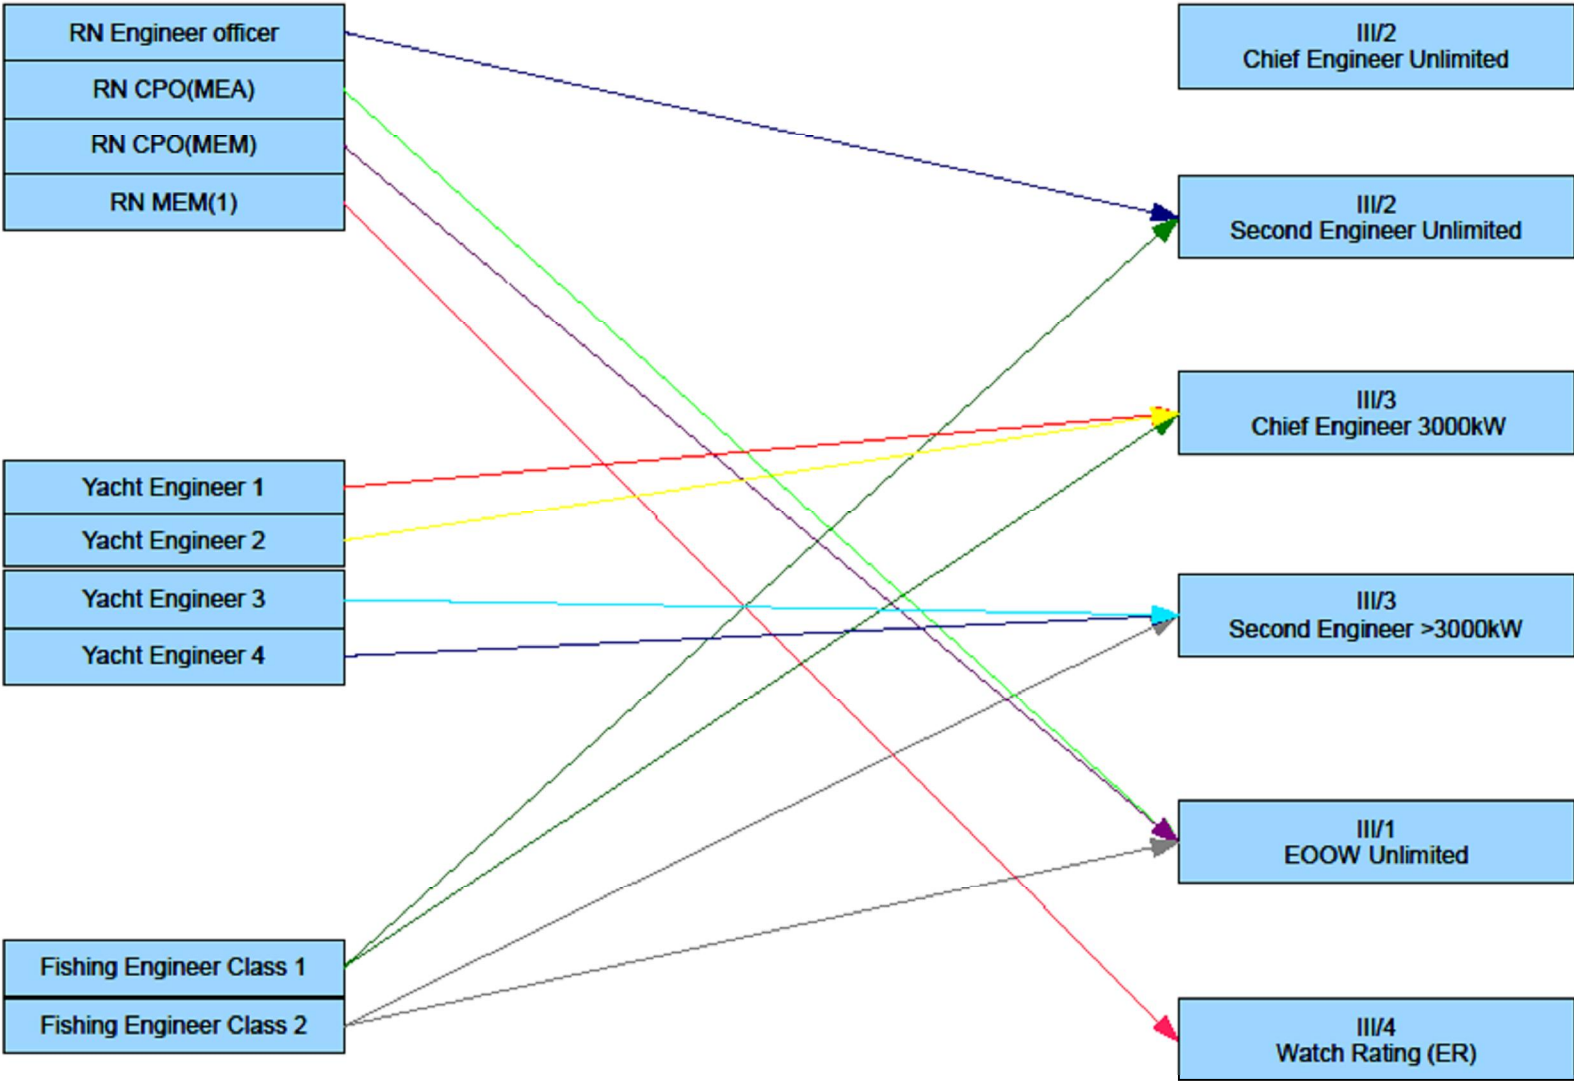 RN Engineer officer
RN CPO(MEA)
RN CPO(MEM)
RN MEM(1)
Yacht Engineer 1
Yacht Engineer 2
Yacht Engineer 3
Yacht Engineer 4
Fishing Engineer Class 1
Fishing Engineer Class 2
III/2
Chief Engineer Unlimited
III/2
Second Engineer Unlimited
III/3
Chief Engineer 3000kW
III/3
Second Engineer >3000kW
III/1
EOOW Unlimited
III/4
Watch Rating (ER)